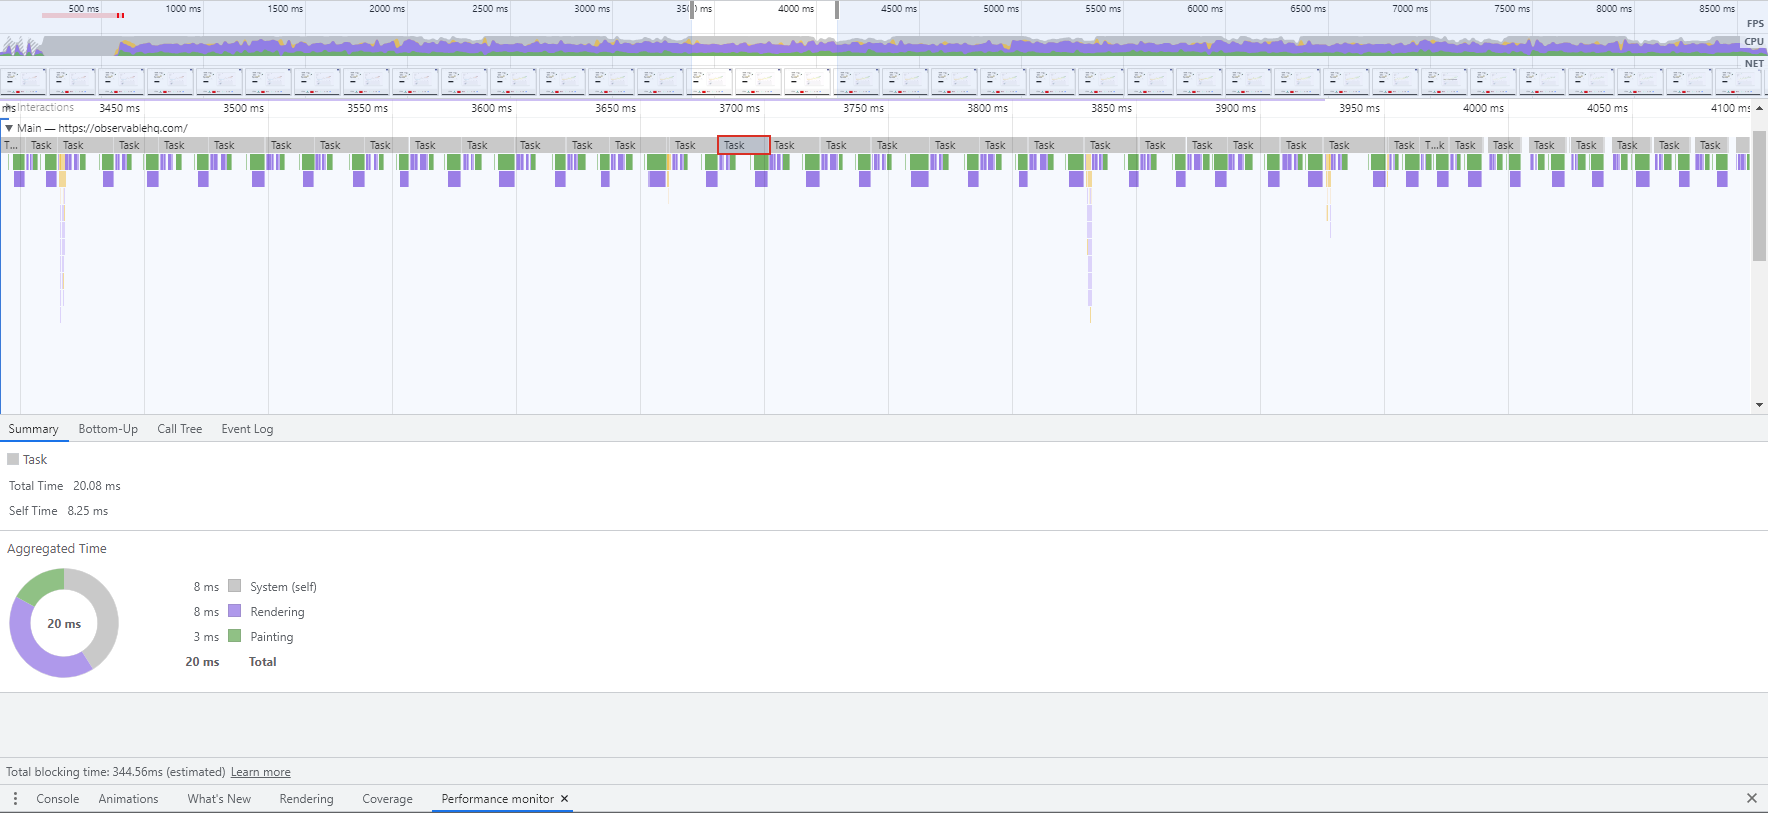 500 ms 1000 ms 1500 ms 2000 ms 2500 ms 3000 ms 4000 ms 4500 ms 5000 ms 5500 ms 6000 ms 6500 ms 7000 ms 7500 ms 8000 ms 8500 ms
FPS
CPU
NET
ms Interactions 3450 ms 3500 ms 3550 ms 3600 ms 3650 ms 3700 ms 3750 ms 3800 ms 3850 ms 3900 ms 3950 ms 4000 ms 4050 ms 4100 ms
▼ Main — https://observablehq.com/
T... Task Task Task Task Task Task Task Task Task Task Task Task Task Task Task Task Task Task Task Task Task Task Task Task Task Task Task Task T...k Task Task Task Task Task Task Task
Summary Bottom-Up Call Tree Event Log
Task
Total Time 20.08 ms
Self Time 8.25 ms
Aggregated Time
20 ms
8 ms System (self)
8 ms Rendering
3 ms Painting
20 ms Total
Total blocking time: 344.56ms (estimated) Learn more
Console Animations What's New Rendering Coverage Performance monitor ×